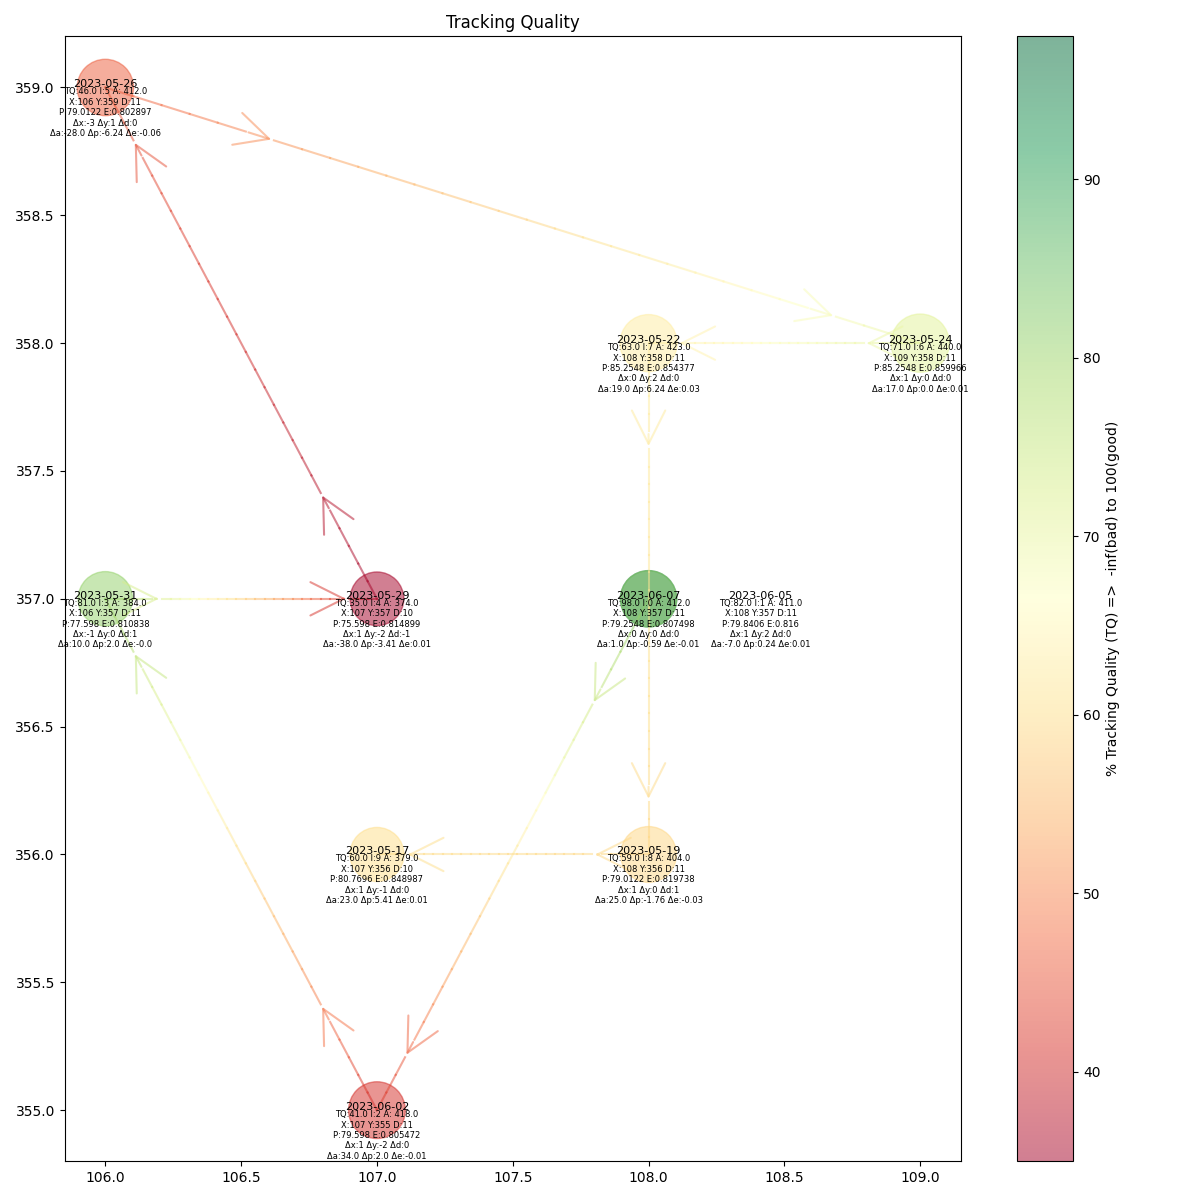 Tracking Quality
359.0
358.5
358.0
357.5
357.0
356.5
356.0
355.5
355.0
2023-05-26
TQ:46.0 I:5 A: 412.0
X:106 Y:359 D:11
P:79.0122 E:0.802897
Δx:-3 Δy:1 Δd:0
Δa:-28.0 Δp:-6.24 Δe:-0.06
2023-05-22
TQ:63.0 I:7 A: 423.0
X:108 Y:358 D:11
P:85.2548 E:0.854377
Δx:0 Δy:2 Δd:0
Δa:19.0 Δp:6.24 Δe:0.03
2023-05-24
TQ:71.0 I:6 A: 440.0
X:109 Y:358 D:11
P:85.2548 E:0.859966
Δx:1 Δy:0 Δd:0
Δa:17.0 Δp:0.0 Δe:0.01
2023-05-31
TQ:81.0 I:3 A: 384.0
X:106 Y:357 D:11
P:77.598 E:0.810838
Δx:-1 Δy:0 Δd:1
Δa:10.0 Δp:2.0 Δe:-0.0
2023-05-29
TQ:35.0 I:4 A: 374.0
X:107 Y:357 D:10
P:75.598 E:0.814899
Δx:1 Δy:-2 Δd:-1
Δa:-38.0 Δp:-3.41 Δe:0.01
2023-06-07
TQ:98.0 I:0 A: 412.0
X:108 Y:357 D:11
P:79.2548 E:0.807498
Δx:0 Δy:0 Δd:0
Δa:1.0 Δp:-0.59 Δe:-0.01
2023-06-05
TQ:82.0 I:1 A: 411.0
X:108 Y:357 D:11
P:79.8406 E:0.816
Δx:1 Δy:2 Δd:0
Δa:-7.0 Δp:0.24 Δe:0.01
2023-05-17
TQ:60.0 I:9 A: 379.0
X:107 Y:356 D:10
P:80.7696 E:0.848987
Δx:1 Δy:-1 Δd:0
Δa:23.0 Δp:5.41 Δe:0.01
2023-05-19
TQ:59.0 I:8 A: 404.0
X:108 Y:356 D:11
P:79.0122 E:0.819738
Δx:1 Δy:0 Δd:1
Δa:25.0 Δp:-1.76 Δe:-0.03
2023-06-02
TQ:41.0 I:2 A: 418.0
X:107 Y:355 D:11
P:79.598 E:0.805472
Δx:1 Δy:-2 Δd:0
Δa:34.0 Δp:2.0 Δe:-0.01
106.0
106.5
107.0
107.5
108.0
108.5
109.0
90
80
70
60
50
40
% Tracking Quality (TQ) => -inf(bad) to 100(good)